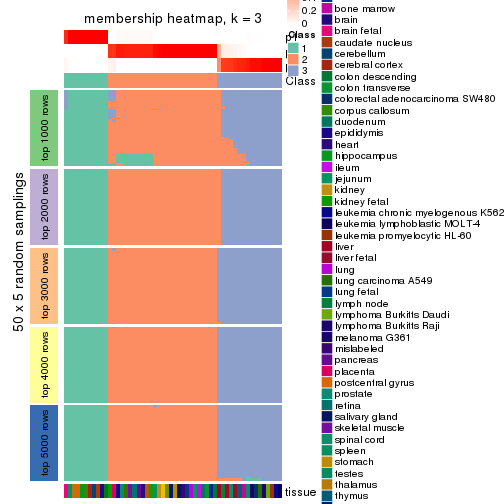 membership heatmap, k = 3
0.2
0
Class
1
2
3
Class
50 x 5 random samplings
top 1000 rows
top 2000 rows
top 3000 rows
top 4000 rows
top 5000 rows
tissue
bone marrow
brain
brain fetal
caudate nucleus
cerebellum
cerebral cortex
colon descending
colon transverse
colorectal adenocarcinoma SW480
corpus callosum
duodenum
epididymis
heart
hippocampus
ileum
jejunum
kidney
kidney fetal
leukemia chronic myelogenous K562
leukemia lymphoblastic MOLT-4
leukemia promyelocytic HL-60
liver
liver fetal
lung
lung carcinoma A549
lung fetal
lymph node
lymphoma Burkitts Daudi
lymphoma Burkitts Raji
melanoma G361
mislabeled
pancreas
placenta
postcentral gyrus
prostate
retina
salivary gland
skeletal muscle
spinal cord
spleen
stomach
testes
thalamus
thymus